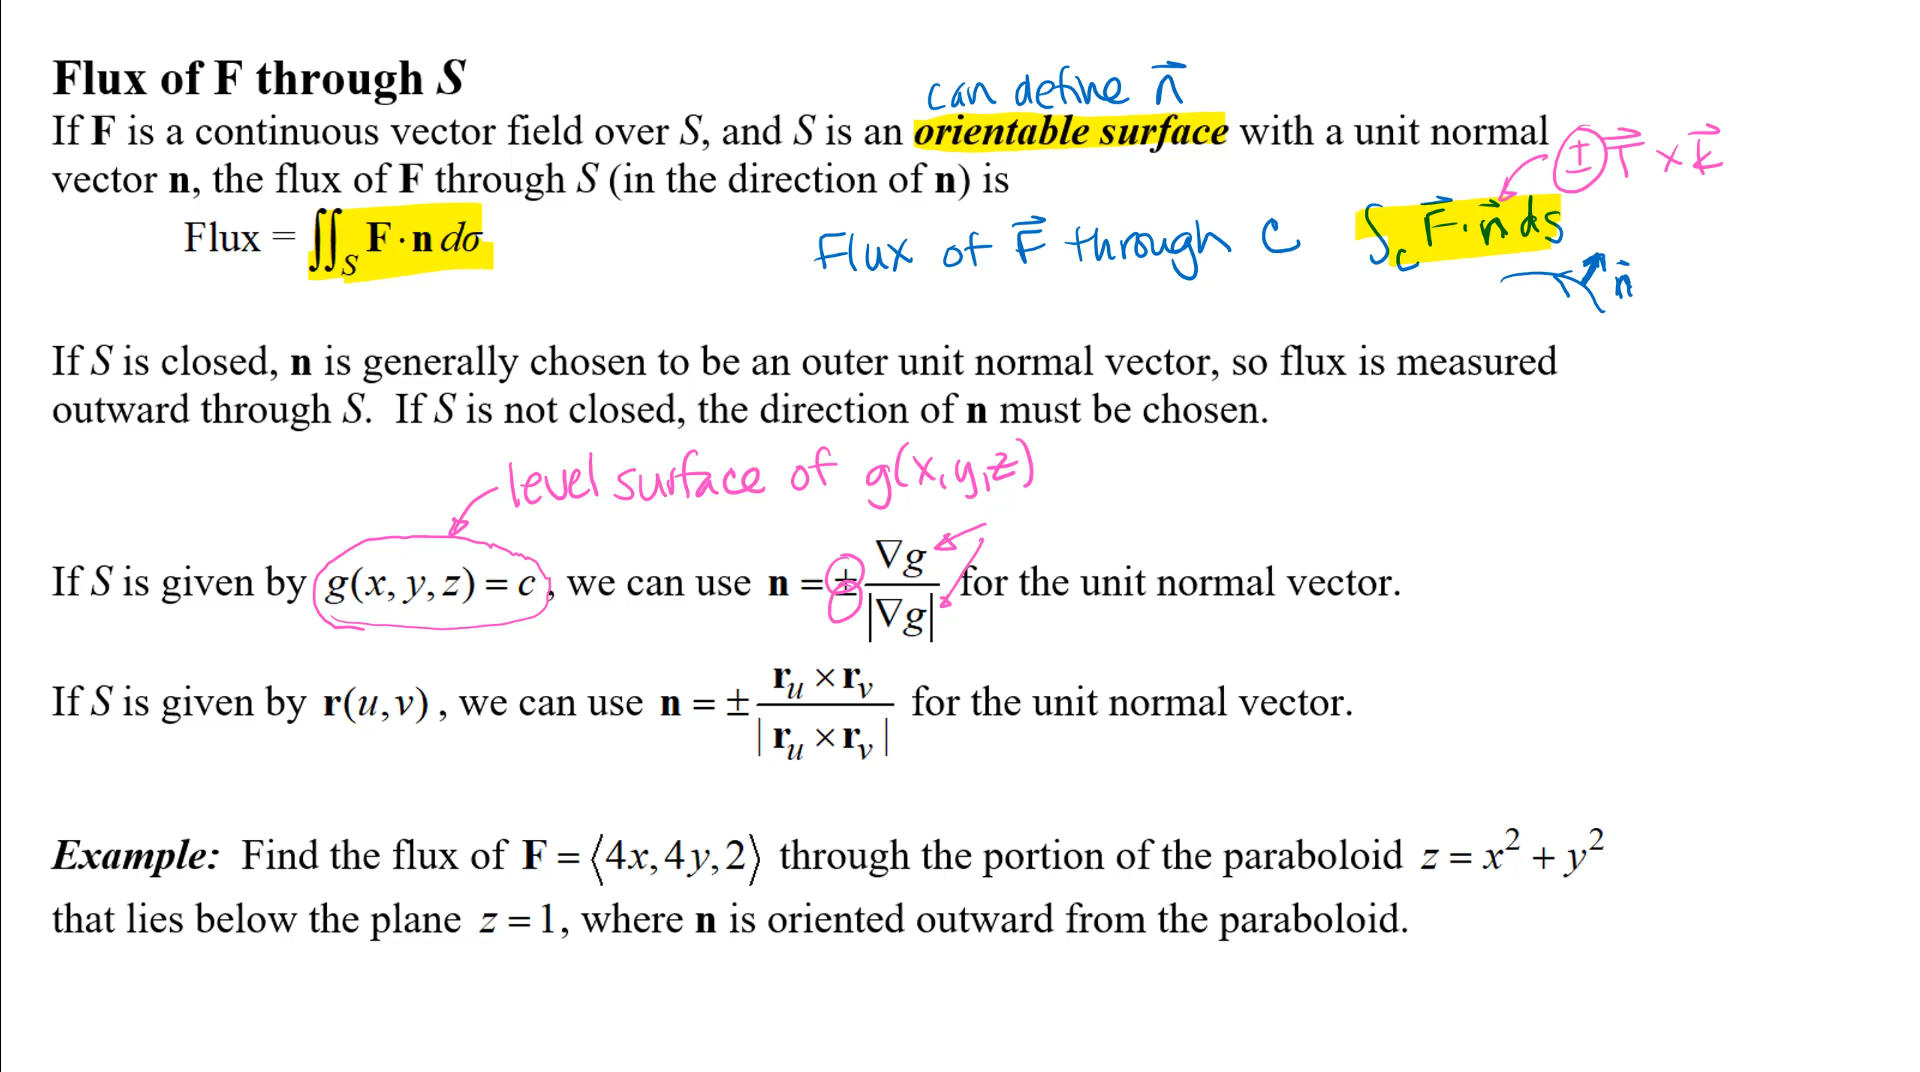 Flux of F through S
can define n⃗
If F is a continuous vector field over S, and S is an orientable surface with a unit normal
± T⃗ × k⃗
vector n, the flux of F through S (in the direction of n) is
Flux = ∬_S F · n dσ
Flux of F⃗ through C ∫_C F⃗ · n⃗ ds
n⃗
If S is closed, n is generally chosen to be an outer unit normal vector, so flux is measured
outward through S. If S is not closed, the direction of n must be chosen.
level surface of g(x,y,z)
If S is given by g(x, y, z) = c, we can use n = ± ∇g / |∇g| for the unit normal vector.
If S is given by r(u,v), we can use n = ± r_u × r_v / | r_u × r_v | for the unit normal vector.
Example: Find the flux of F = ⟨4x, 4y, 2⟩ through the portion of the paraboloid z = x² + y²
that lies below the plane z = 1, where n is oriented outward from the paraboloid.